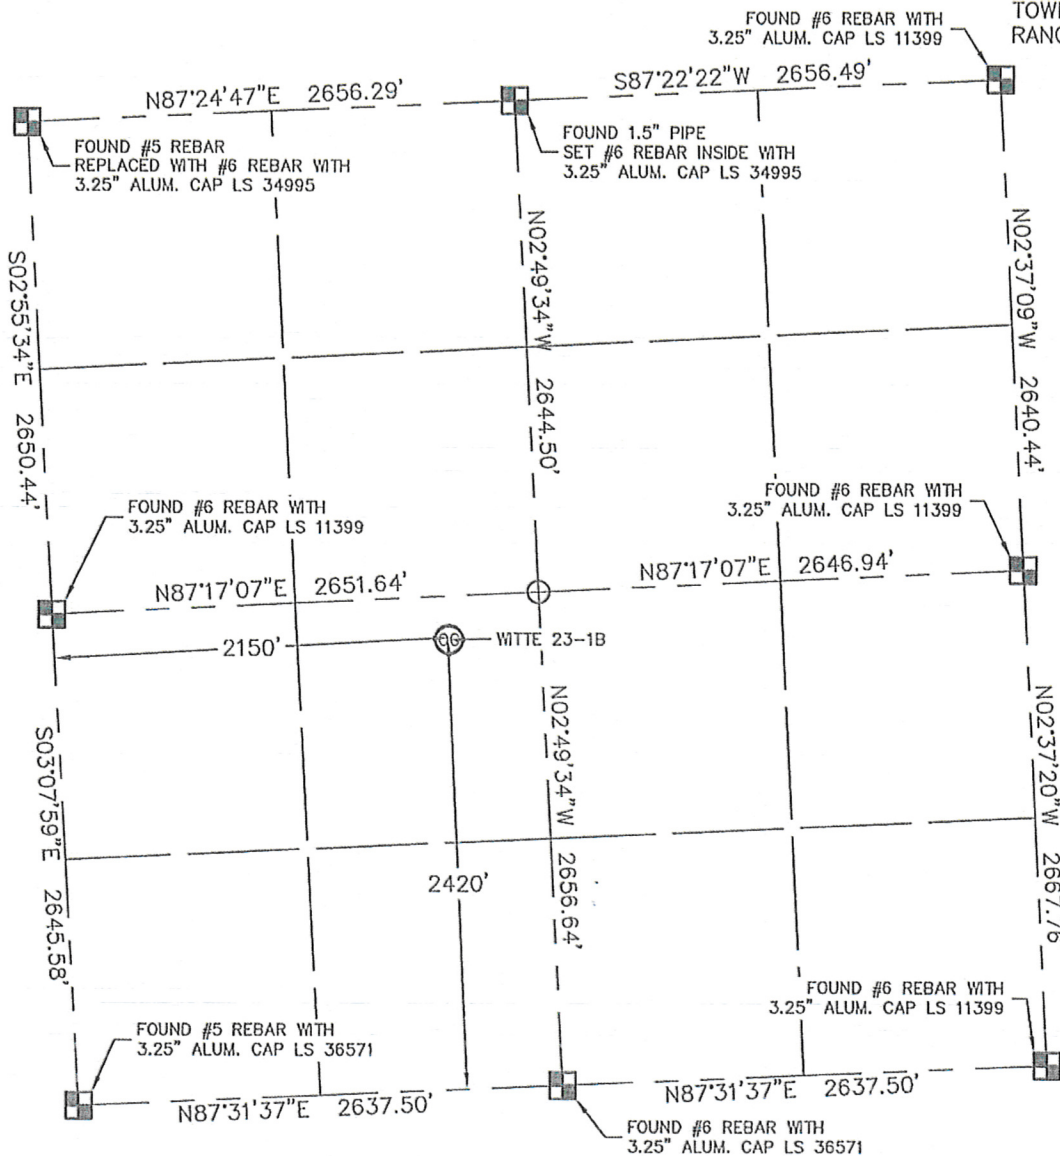 TOWN
RANG
FOUND #6 REBAR WITH
3.25" ALUM. CAP LS 11399
N87°24'47"E 2656.29'
S87°22'22"W 2656.49'
FOUND #5 REBAR
REPLACED WITH #6 REBAR WITH
3.25" ALUM. CAP LS 34995
FOUND 1.5" PIPE
SET #6 REBAR INSIDE WITH
3.25" ALUM. CAP LS 34995
S02°55'34"E 2650.44'
N02°49'34"W 2644.50'
N02°37'09"W 2640.44'
FOUND #6 REBAR WITH
3.25" ALUM. CAP LS 11399
FOUND #6 REBAR WITH
3.25" ALUM. CAP LS 11399
N87°17'07"E 2651.64'
N87°17'07"E 2646.94'
2150'
WITTE 23-1B
S03°07'59"E 2645.58'
N02°49'34"W 2656.64'
N02°37'20"W 2667.76
2420'
FOUND #5 REBAR WITH
3.25" ALUM. CAP LS 36571
FOUND #6 REBAR WITH
3.25" ALUM. CAP LS 11399
N87°31'37"E 2637.50'
N87°31'37"E 2637.50'
FOUND #6 REBAR WITH
3.25" ALUM. CAP LS 36571